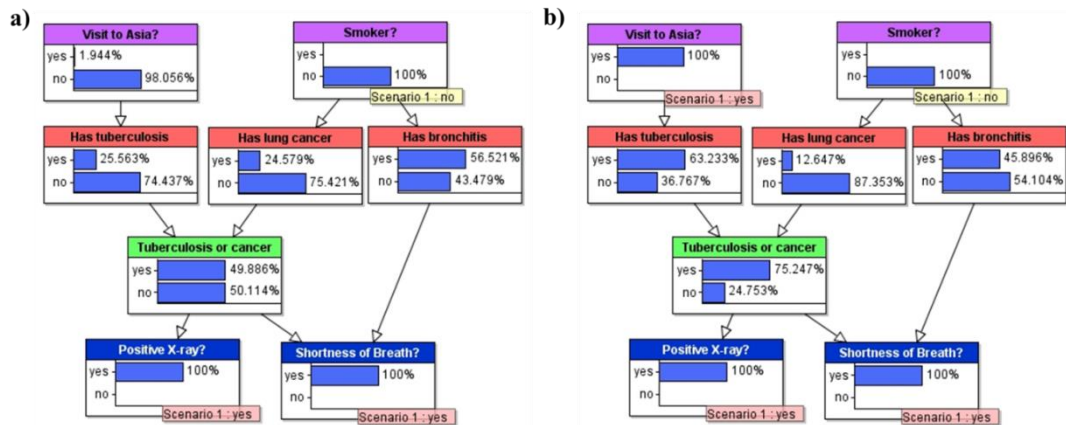 a)
Visit to Asia?
yes 1.944%
no 98.056%
Smoker?
yes
no 100%
Scenario 1 : no
Has tuberculosis
yes 25.563%
no 74.437%
Has lung cancer
yes 24.579%
no 75.421%
Has bronchitis
yes 56.521%
no 43.479%
Tuberculosis or cancer
yes 49.886%
no 50.114%
Positive X-ray?
yes 100%
no
Scenario 1 : yes
Shortness of Breath?
yes 100%
no
Scenario 1 : yes
b)
Visit to Asia?
yes 100%
no
Scenario 1 : yes
Smoker?
yes
no 100%
Scenario 1 : no
Has tuberculosis
yes 63.233%
no 36.767%
Has lung cancer
yes 12.647%
no 87.353%
Has bronchitis
yes 45.896%
no 54.104%
Tuberculosis or cancer
yes 75.247%
no 24.753%
Positive X-ray?
yes 100%
no
Scenario 1 : yes
Shortness of Breath?
yes 100%
no
Scenario 1 : yes